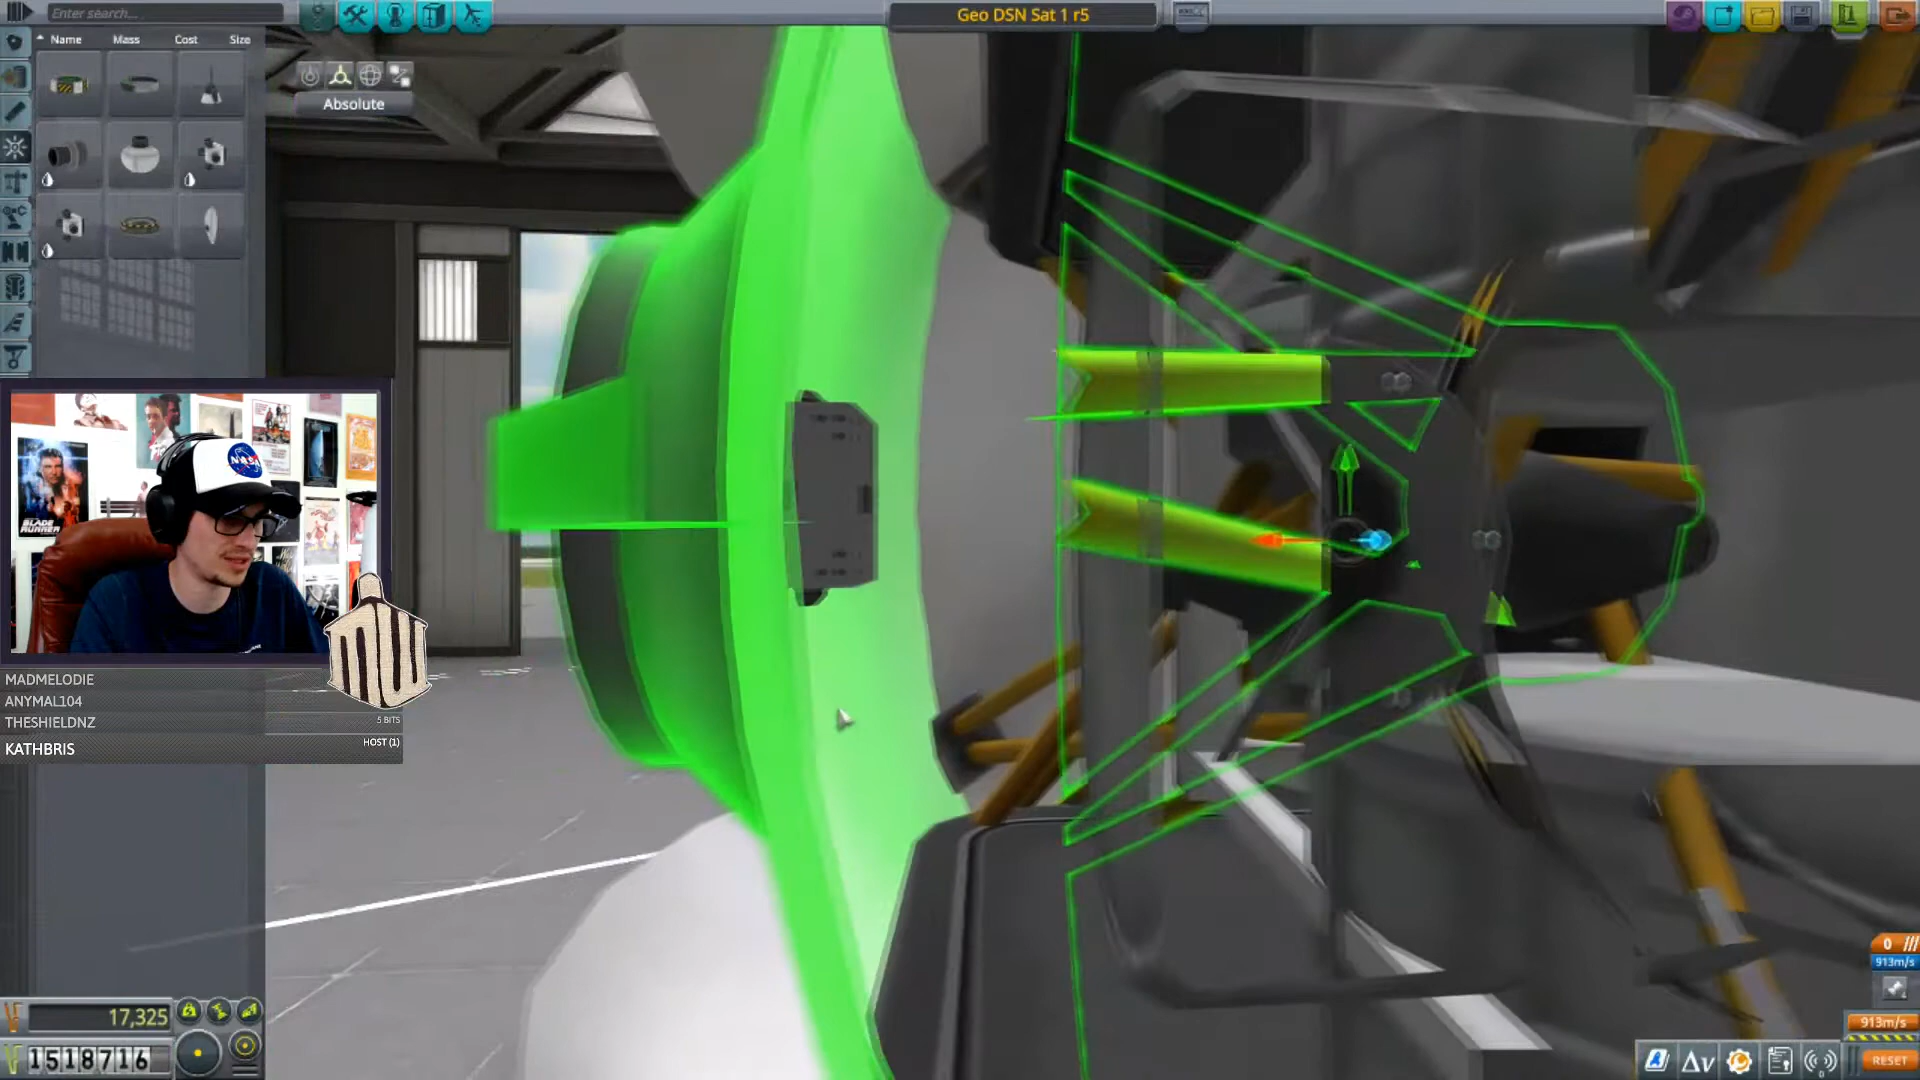 Enter search...
Geo DSN Sat 1 r5
Name Mass Cost Size
Absolute
NASA
BLADE
RUNNER
MADMELODIE
ANYMAL104
THESHIELDNZ 5 BITS
KATHBRIS HOST (1)
0
913m/s
17,325
913m/s
1518716
Δv
RESET